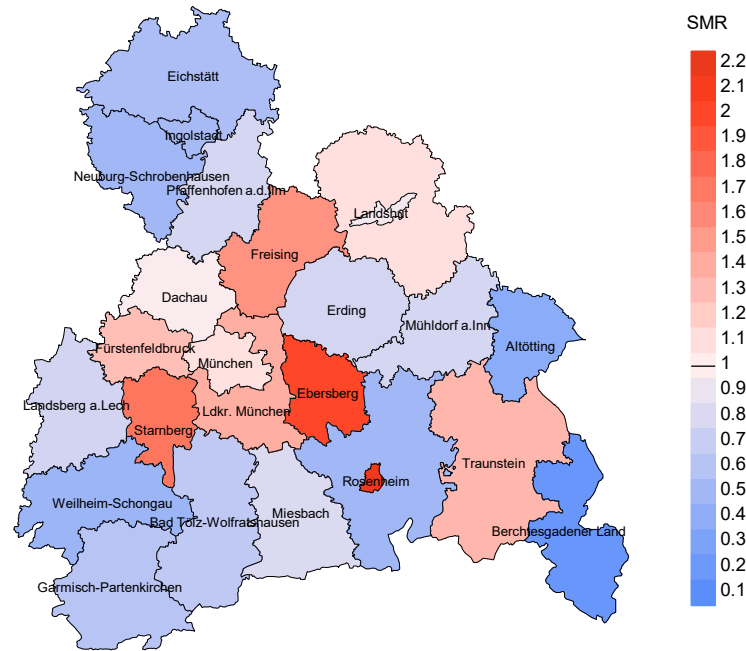 SMR
Eichstätt
Ingolstadt
Neuburg-Schrobenhausen
Pfaffenhofen a.d.Ilm
Landshut
Freising
Dachau
Erding
Mühldorf a.Inn
Altötting
Fürstenfeldbruck
München
Ebersberg
Landsberg a.Lech
Ldkr. München
Starnberg
Traunstein
Rosenheim
Weilheim-Schongau
Miesbach
Bad Tölz-Wolfratshausen
Berchtesgadener Land
Garmisch-Partenkirchen
2.2
2.1
2
1.9
1.8
1.7
1.6
1.5
1.4
1.3
1.2
1.1
1
0.9
0.8
0.7
0.6
0.5
0.4
0.3
0.2
0.1